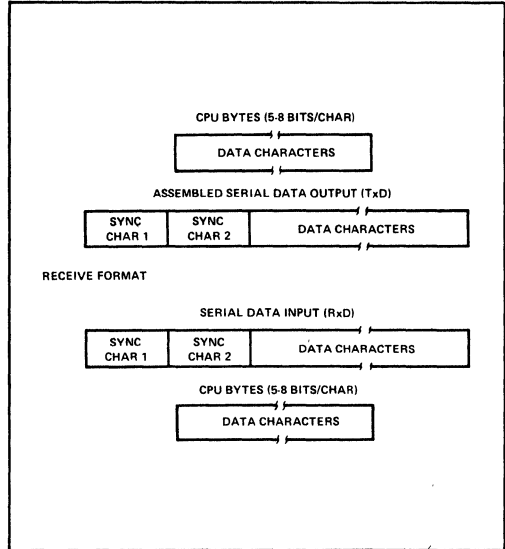 CPU BYTES (5-8 BITS/CHAR)
DATA CHARACTERS
ASSEMBLED SERIAL DATA OUTPUT (TxD)
SYNC CHAR 1
SYNC CHAR 2
DATA CHARACTERS
RECEIVE FORMAT
SERIAL DATA INPUT (RxD)
SYNC CHAR 1
SYNC CHAR 2
DATA CHARACTERS
CPU BYTES (5-8 BITS/CHAR)
DATA CHARACTERS